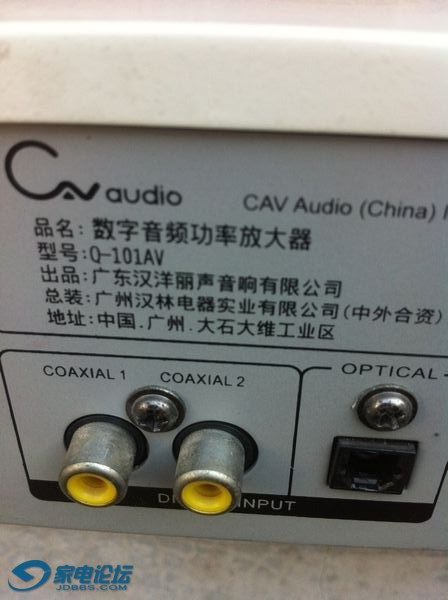 CAV audio
CAV Audio (China)
品名: 数字音频功率放大器
型号: Q-101AV
出品: 广东汉洋丽声音响有限公司
总装: 广州汉林电器实业有限公司(中外合资)
地址: 中国.广州.大石大维工业区
COAXIAL 1 COAXIAL 2 OPTICAL
INPUT
家电论坛
JDBBS.COM